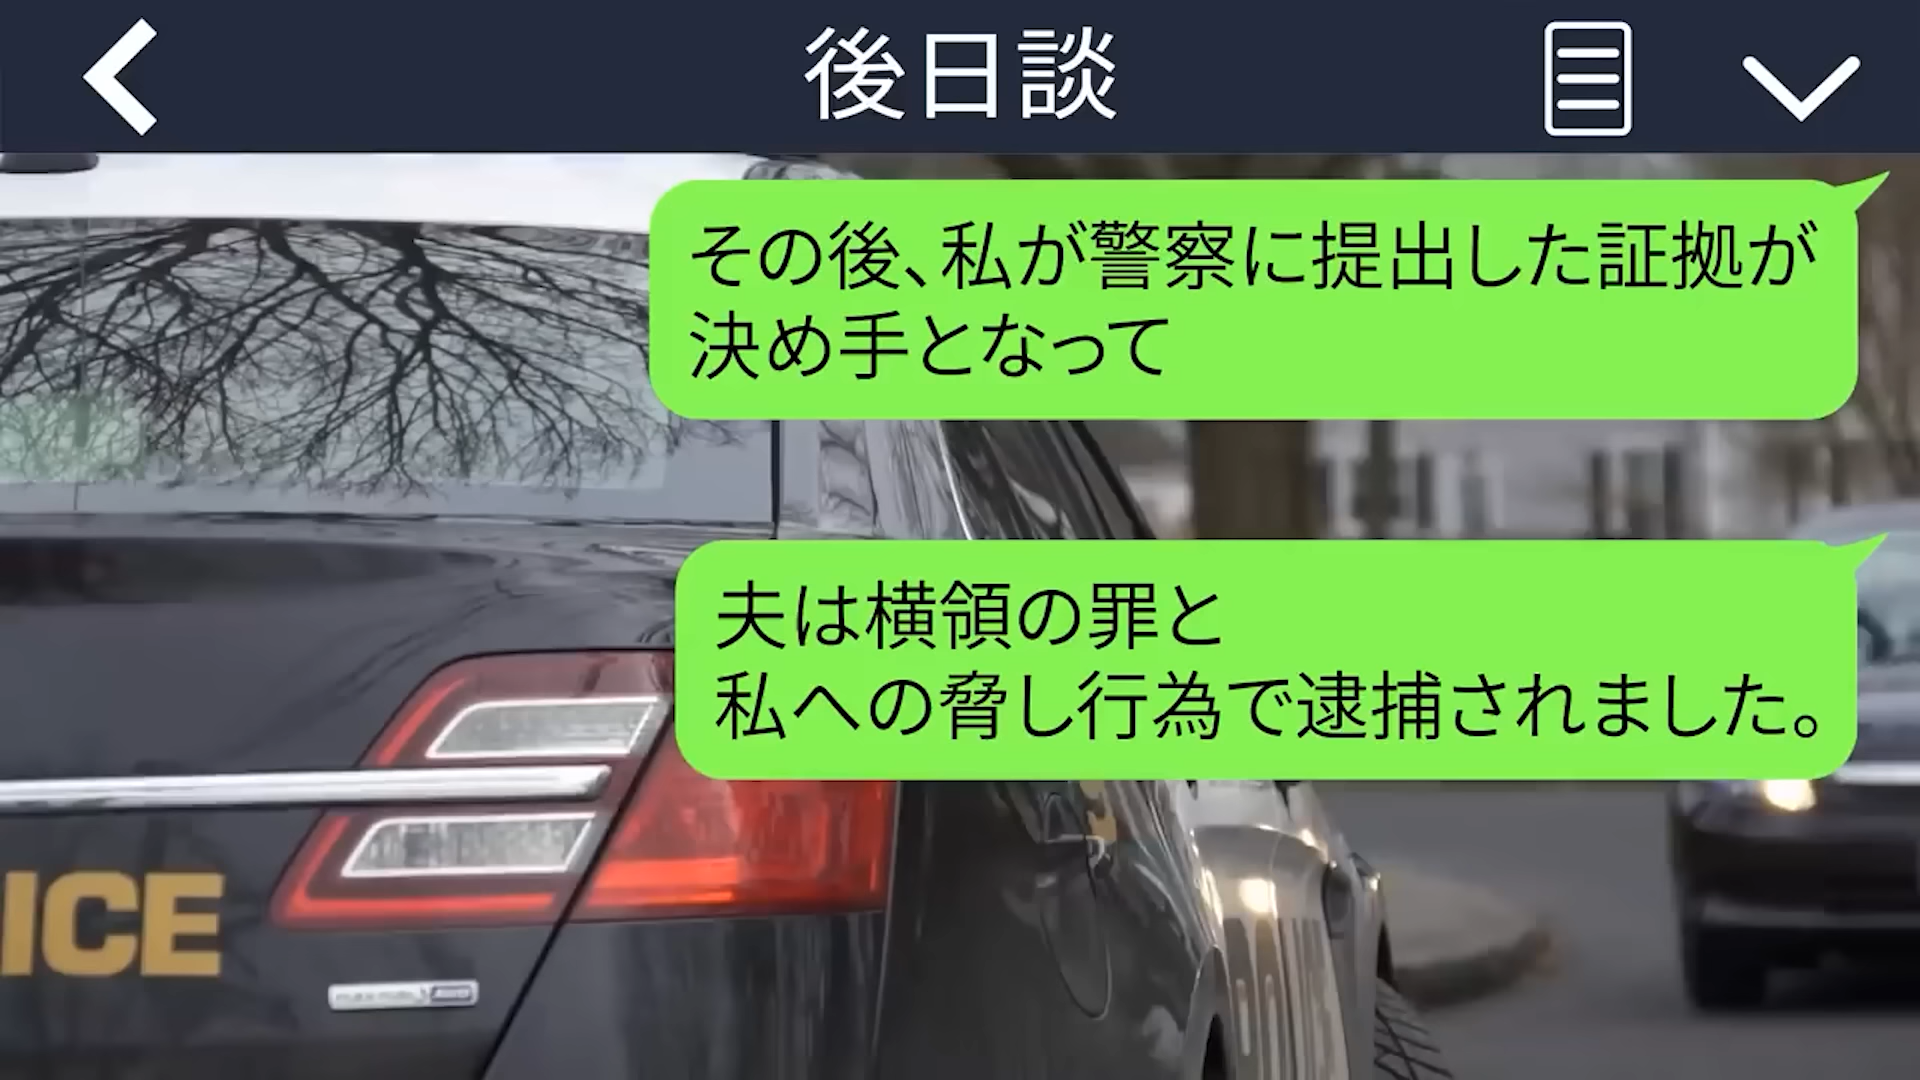 後日談
その後、私が警察に提出した証拠が
決め手となって
夫は横領の罪と
私への脅し行為で逮捕されました。
ICE